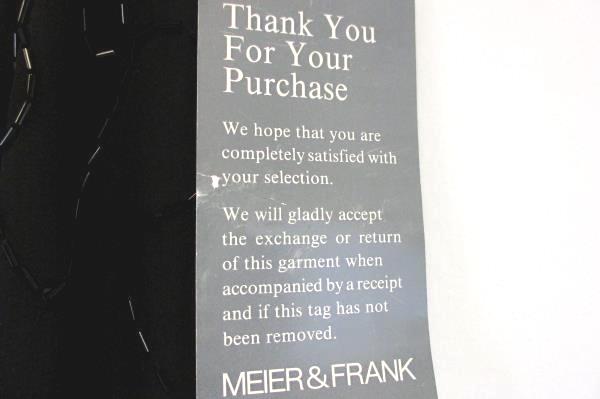 Thank You
For Your
Purchase
We hope that you are
completely satisfied with
your selection.
We will gladly accept
the exchange or return
of this garment when
accompanied by a receipt
and if this tag has not
been removed.
MEIER & FRANK